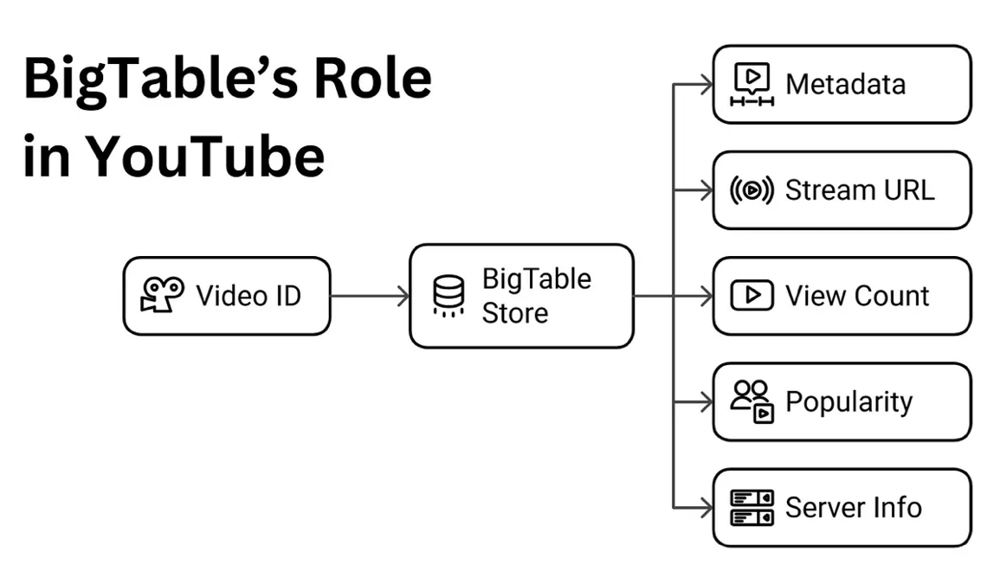 BigTable’s Role
in YouTube
Video ID
BigTable
Store
Metadata
Stream URL
View Count
Popularity
Server Info